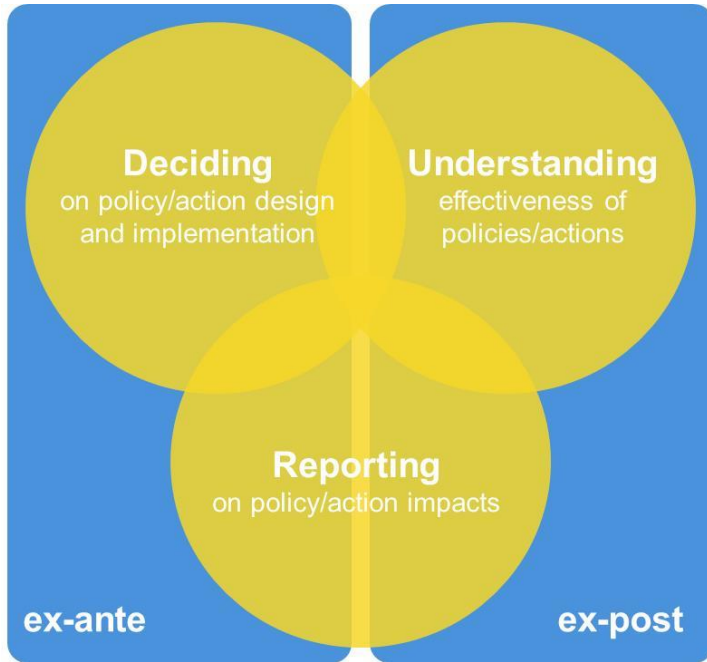 Deciding
on policy/action design
and implementation
Understanding
effectiveness of
policies/actions
Reporting
on policy/action impacts
ex-ante
ex-post